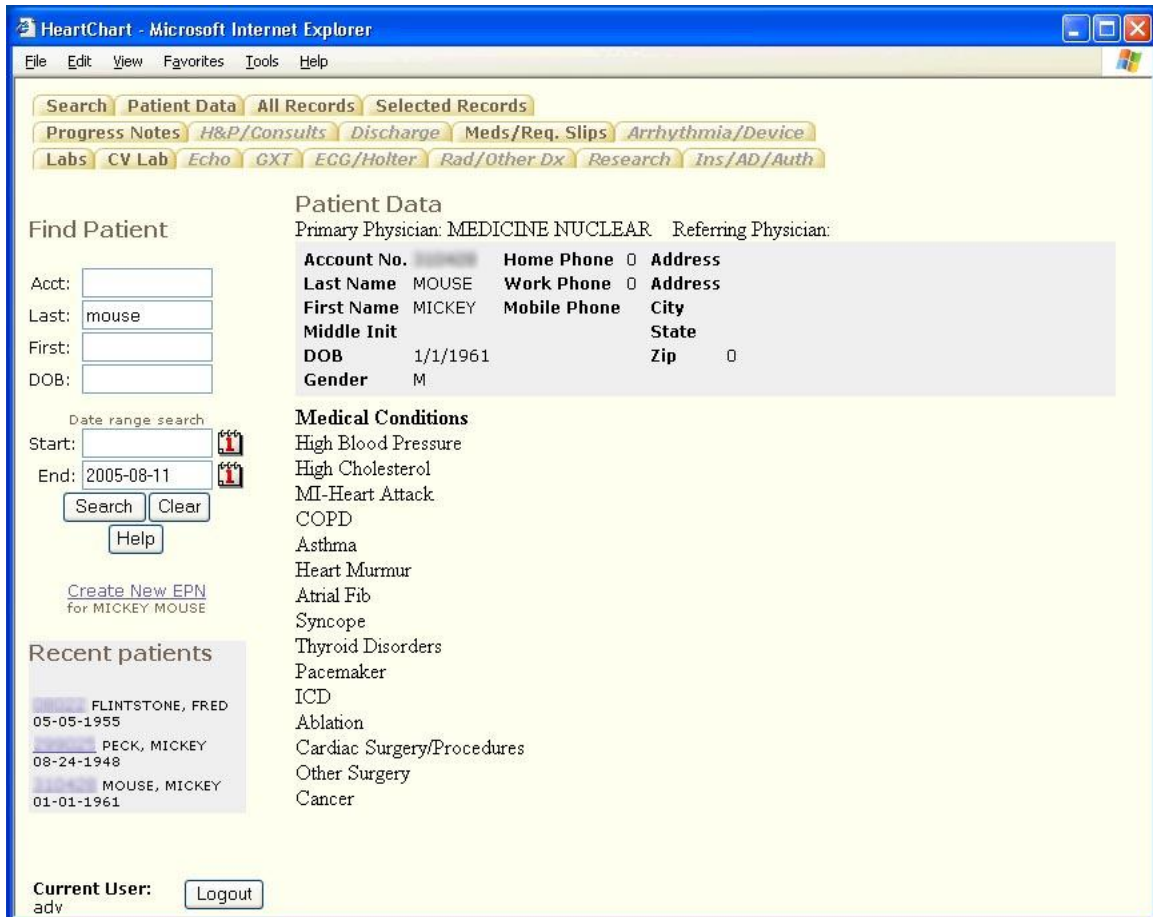 HeartChart - Microsoft Internet Explorer
File Edit View Favorites Tools Help
Search Patient Data All Records Selected Records
Progress Notes H&P/Consults Discharge Meds/Req. Slips Arrhythmia/Device
Labs CV Lab Echo GXT ECG/Holter Rad/Other Dx Research Ins/AD/Auth
Find Patient
Acct:
Last: mouse
First:
DOB:
Date range search
Start:
End: 2005-08-11
Search Clear
Help
Create New EPN
for MICKEY MOUSE
Recent patients
FLINTSTONE, FRED
05-05-1955
PECK, MICKEY
08-24-1948
MOUSE, MICKEY
01-01-1961
Current User:
adv
Logout
Patient Data
Primary Physician: MEDICINE NUCLEAR Referring Physician:
Account No. Home Phone 0 Address
Last Name MOUSE Work Phone 0 Address
First Name MICKEY Mobile Phone City
Middle Init State
DOB 1/1/1961 Zip 0
Gender M
Medical Conditions
High Blood Pressure
High Cholesterol
MI-Heart Attack
COPD
Asthma
Heart Murmur
Atrial Fib
Syncope
Thyroid Disorders
Pacemaker
ICD
Ablation
Cardiac Surgery/Procedures
Other Surgery
Cancer